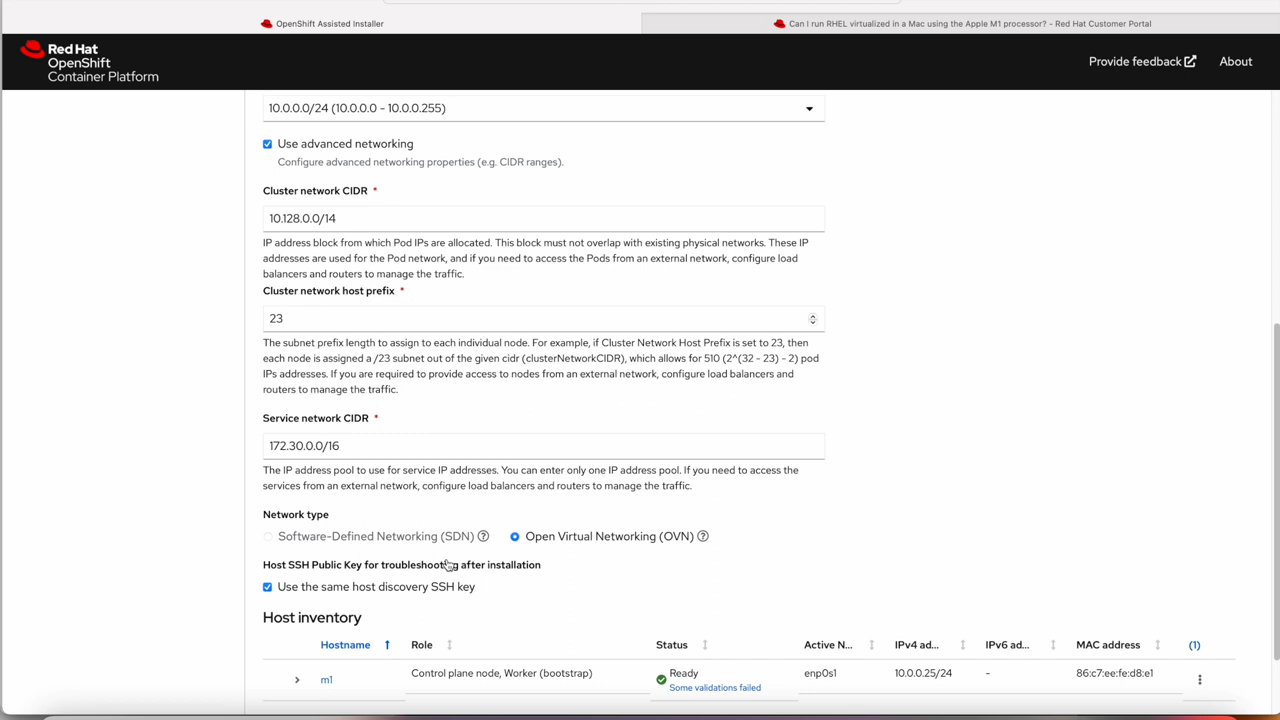 OpenShift Assisted Installer
Can I run RHEL virtualized in a Mac using the Apple M1 processor? - Red Hat Customer Portal
Red Hat
OpenShift
Container Platform
Provide feedback
About
10.0.0.0/24 (10.0.0.0 - 10.0.0.255)
Use advanced networking
Configure advanced networking properties (e.g. CIDR ranges).
Cluster network CIDR *
10.128.0.0/14
IP address block from which Pod IPs are allocated. This block must not overlap with existing physical networks. These IP
addresses are used for the Pod network, and if you need to access the Pods from an external network, configure load
balancers and routers to manage the traffic.
Cluster network host prefix *
23
The subnet prefix length to assign to each individual node. For example, if Cluster Network Host Prefix is set to 23, then
each node is assigned a /23 subnet out of the given cidr (clusterNetworkCIDR), which allows for 510 (2^(32 - 23) - 2) pod
IPs addresses. If you are required to provide access to nodes from an external network, configure load balancers and
routers to manage the traffic.
Service network CIDR *
172.30.0.0/16
The IP address pool to use for service IP addresses. You can enter only one IP address pool. If you need to access the
services from an external network, configure load balancers and routers to manage the traffic.
Network type
Software-Defined Networking (SDN) Open Virtual Networking (OVN)
Host SSH Public Key for troubleshooting after installation
Use the same host discovery SSH key
Host inventory
Hostname Role Status Active N... IPv4 ad... IPv6 ad... MAC address (1)
m1 Control plane node, Worker (bootstrap) Ready enp0s1 10.0.0.25/24 - 86:c7:ee:fe:d8:e1
Some validations failed